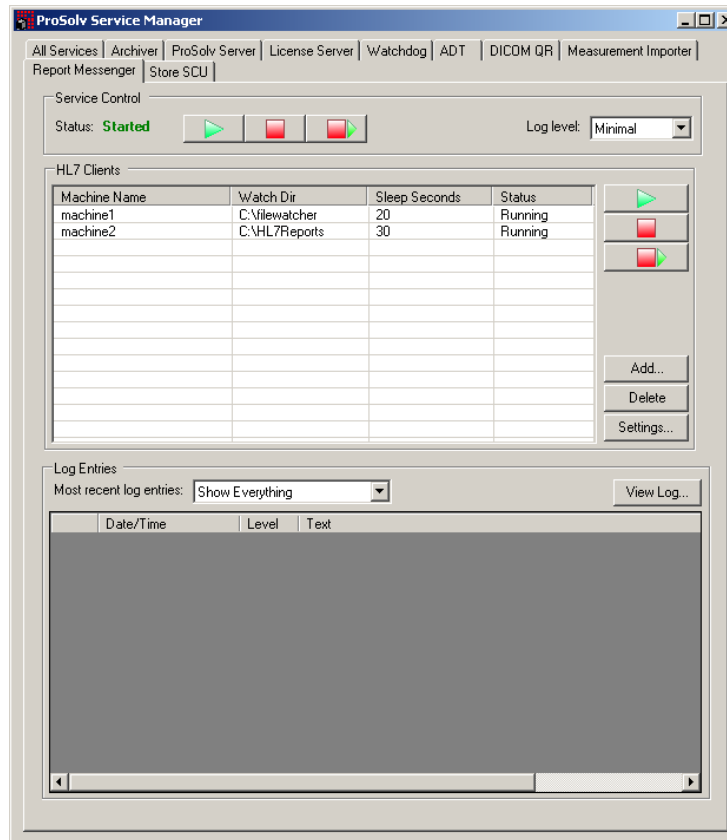 ProSolv Service Manager
All Services Archiver ProSolv Server License Server Watchdog ADT DICOM QR Measurement Importer
Report Messenger Store SCU
Service Control
Status: Started Log level: Minimal
HL7 Clients
Machine Name Watch Dir Sleep Seconds Status
machine1 C:\filewatcher 20 Running
machine2 C:\HL7Reports 30 Running
Add...
Delete
Settings...
Log Entries
Most recent log entries: Show Everything View Log...
Date/Time Level Text